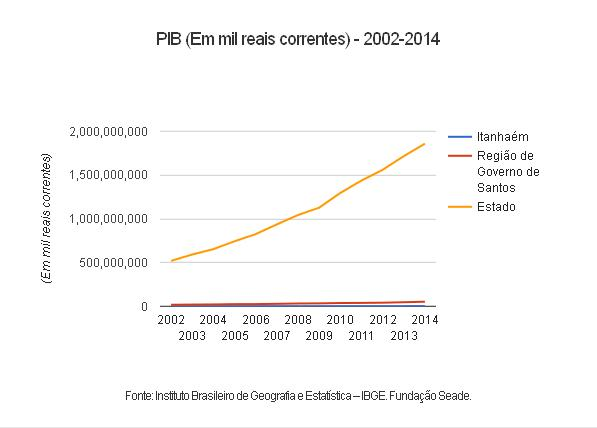 PIB (Em mil reais correntes) - 2002-2014
2,000,000,000
1,500,000,000
1,000,000,000
500,000,000
0
(Em mil reais correntes)
2002 2004 2006 2008 2010 2012 2014
2003 2005 2007 2009 2011 2013
Itanhaém
Região de
Governo de
Santos
Estado
Fonte: Instituto Brasileiro de Geografia e Estatística – IBGE. Fundação Seade.